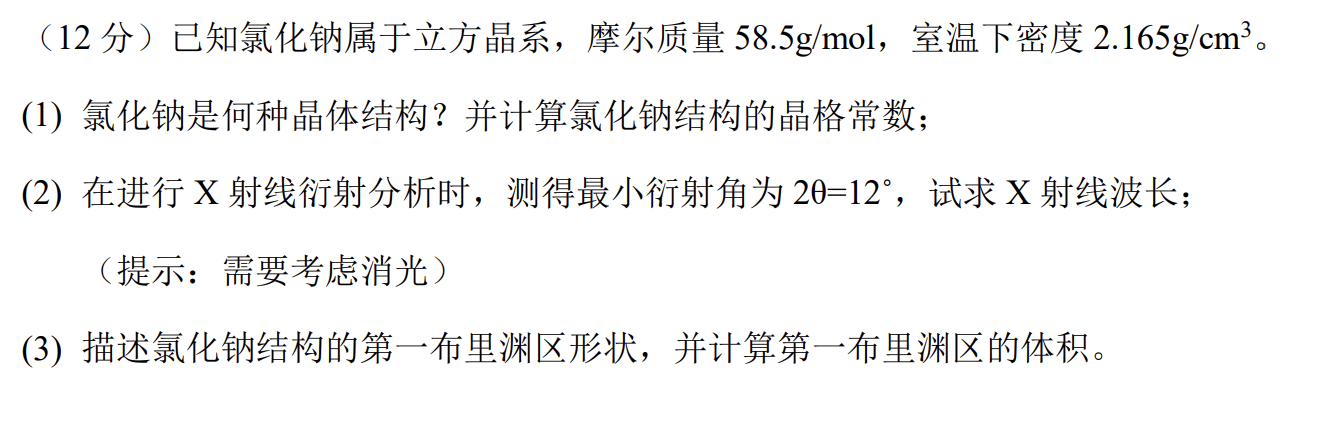 （12 分）已知氯化钠属于立方晶系，摩尔质量 58.5g/mol，室温下密度 2.165g/cm³。
(1) 氯化钠是何种晶体结构？并计算氯化钠结构的晶格常数；
(2) 在进行 X 射线衍射分析时，测得最小衍射角为 2θ=12˚，试求 X 射线波长；
（提示：需要考虑消光）
(3) 描述氯化钠结构的第一布里渊区形状，并计算第一布里渊区的体积。